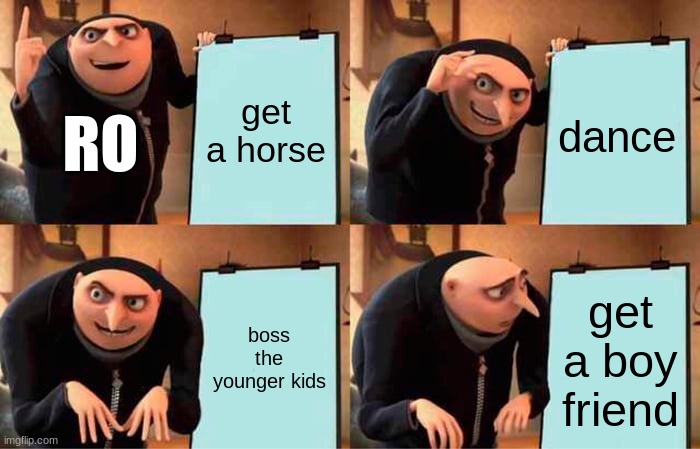 RO
get
a horse
dance
boss
the
younger kids
get
a boy
friend
imgflip.com